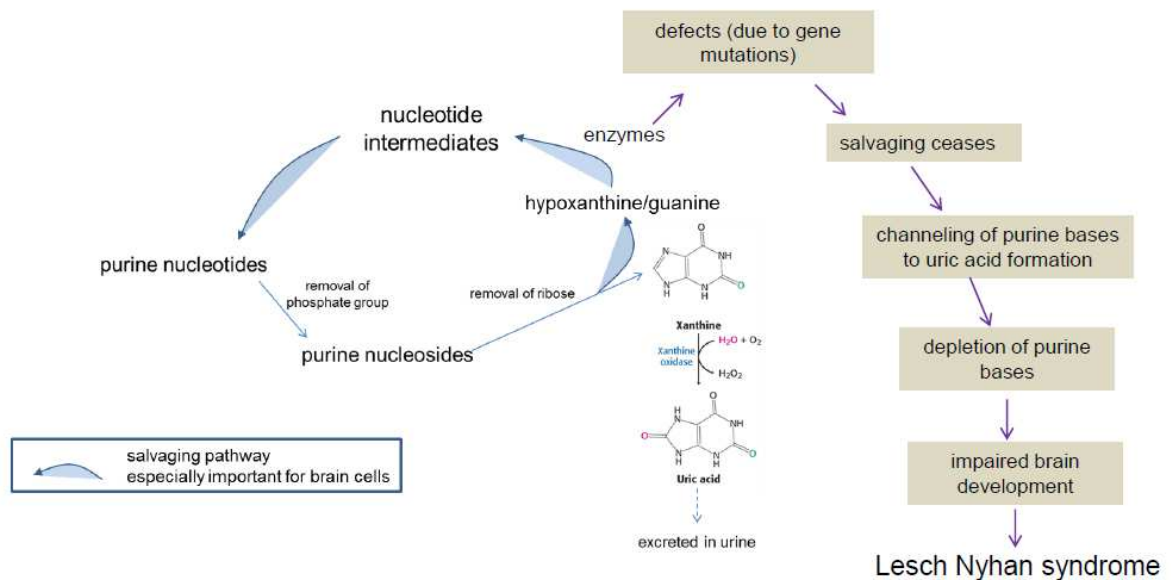 defects (due to gene
mutations)
nucleotide
intermediates
enzymes
salvaging ceases
hypoxanthine/guanine
channeling of purine bases
to uric acid formation
purine nucleotides
removal of
phosphate group
removal of ribose
purine nucleosides
O
N
NH
N
H
N
H
O
Xanthine
Xanthine
oxidase
H2O + O2
H2O2
depletion of purine
bases
O
H
N
NH
O
N
H
N
H
O
Uric acid
salvaging pathway
especially important for brain cells
impaired brain
development
excreted in urine
Lesch Nyhan syndrome